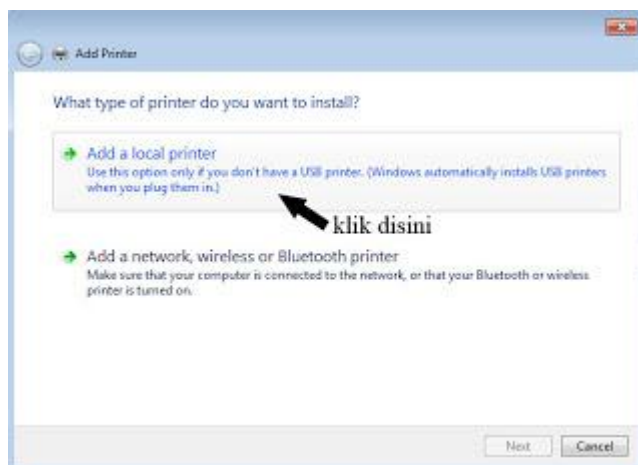 Add Printer
What type of printer do you want to install?
Add a local printer
Use this option only if you don't have a USB printer. (Windows automatically installs USB printers
when you plug them in.)
klik disini
Add a network, wireless or Bluetooth printer
Make sure that your computer is connected to the network, or that your Bluetooth or wireless
printer is turned on.
Next Cancel